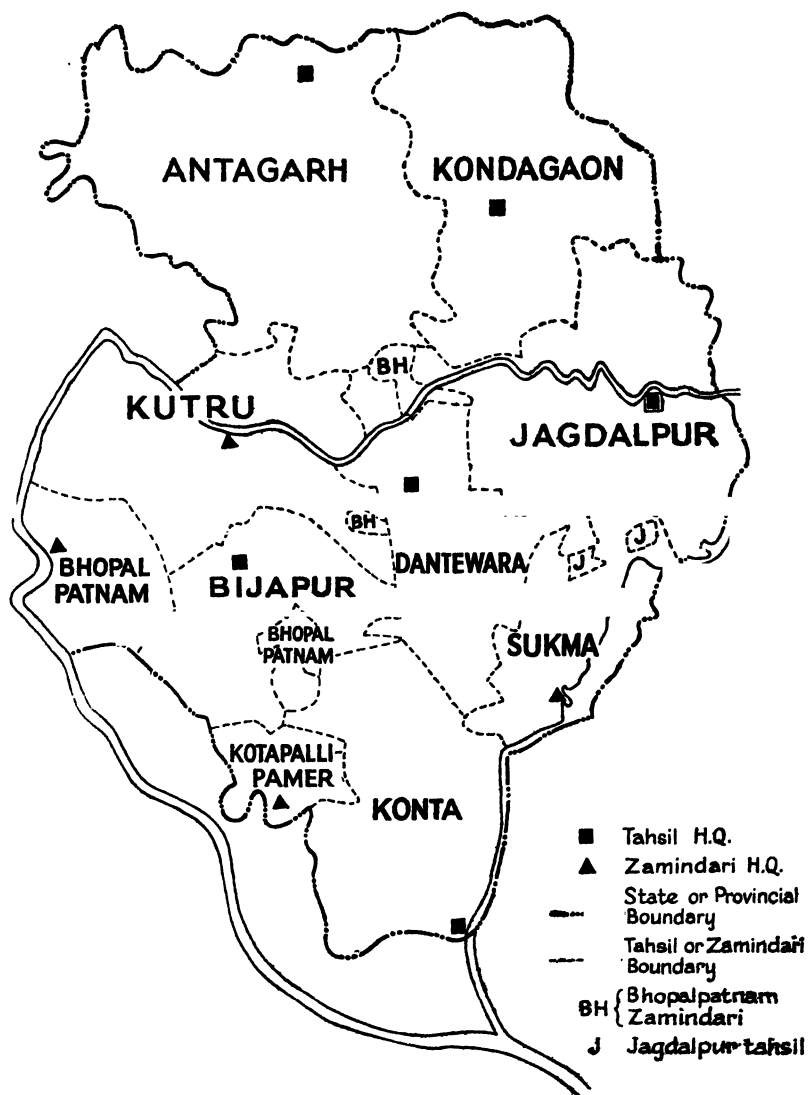 ANTAGARH
KONDAGAON
BH
KUTRU
JAGDALPUR
BH
J
J
DANTEWARA
BHOPAL
PATNAM
BIJAPUR
BHOPAL
PATNAM
SUKMA
KOTAPALLI-
PAMER
KONTA
Tahsil H.Q.
Zamindari H.Q.
State or Provincial
Boundary
Tahsil or Zamindari
Boundary
BH { Bhopalpatnam
Zamindari
J Jagdalpur tahsil